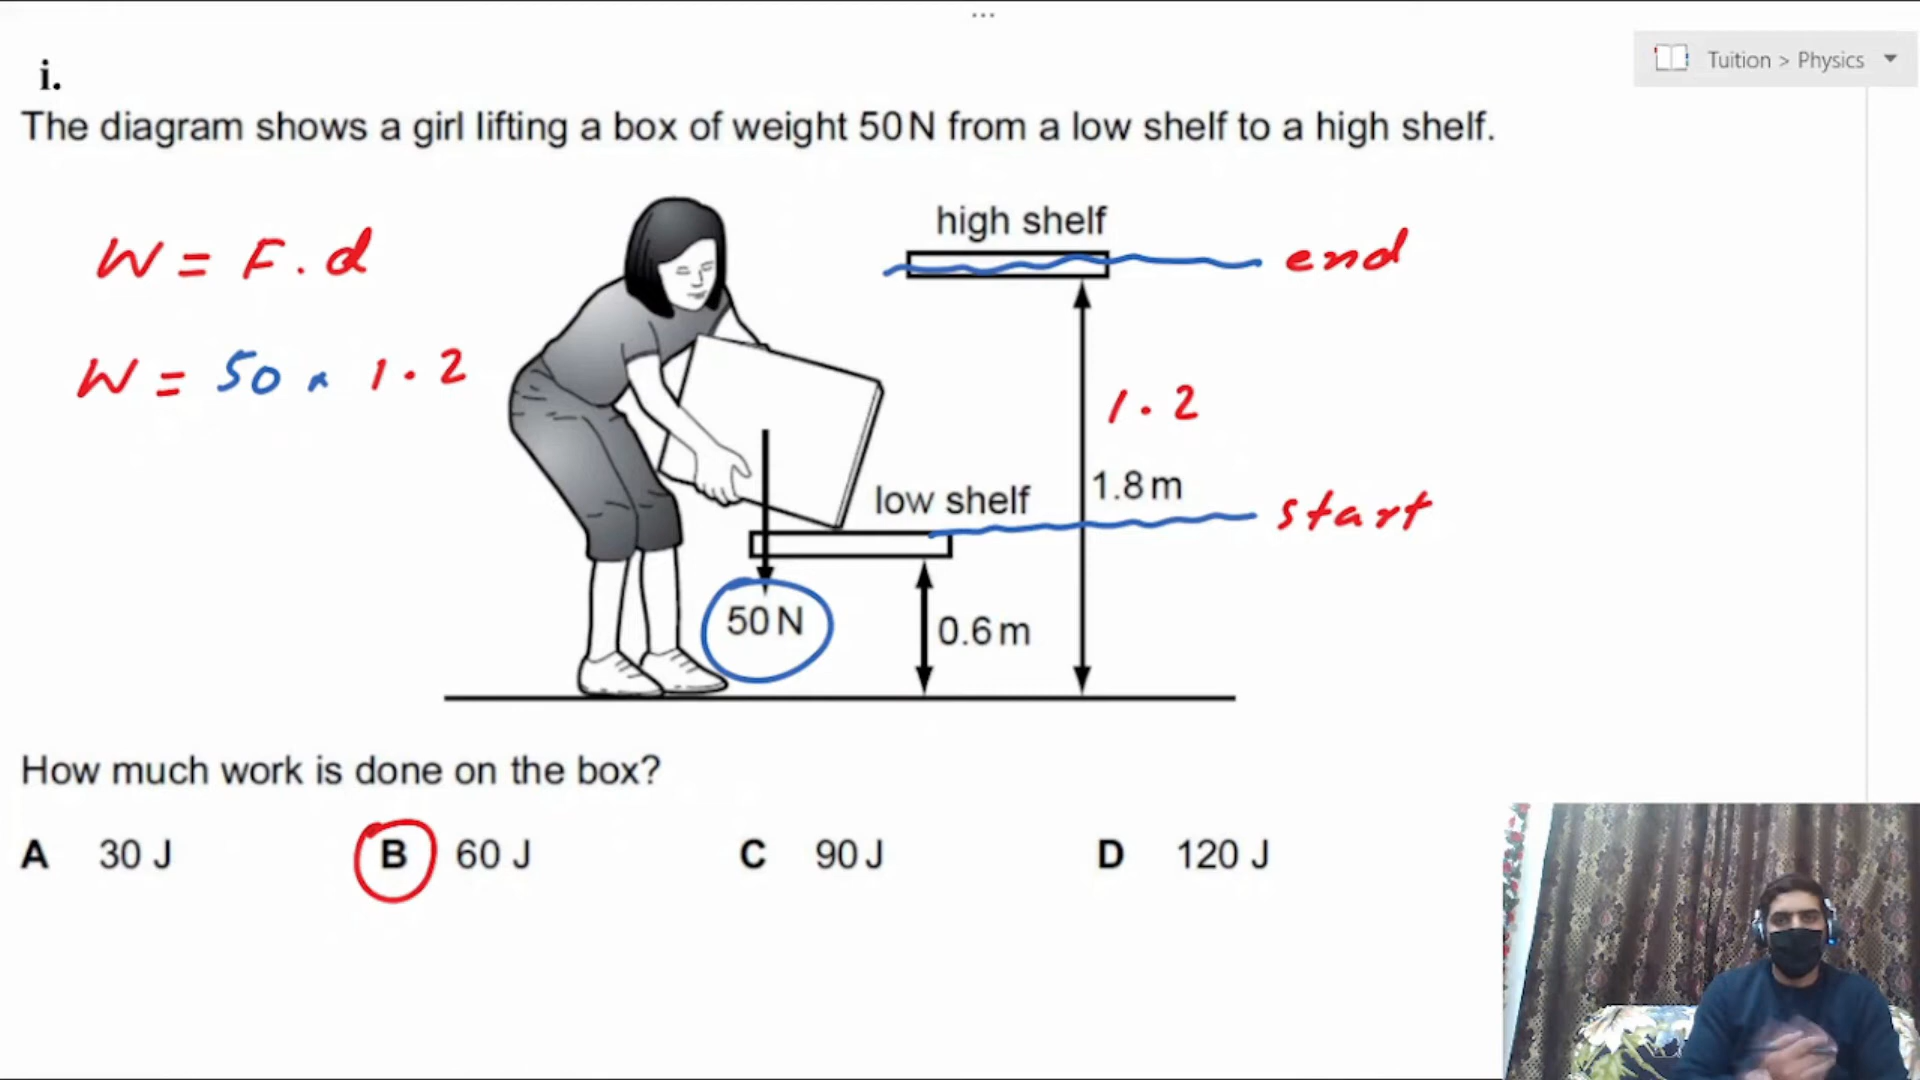 ...
i.
Tuition > Physics
The diagram shows a girl lifting a box of weight 50 N from a low shelf to a high shelf.
high shelf
end
W = F . d
W = 50 × 1.2
1.2
1.8 m
low shelf
start
50 N
0.6 m
How much work is done on the box?
A 30 J B 60 J C 90 J D 120 J